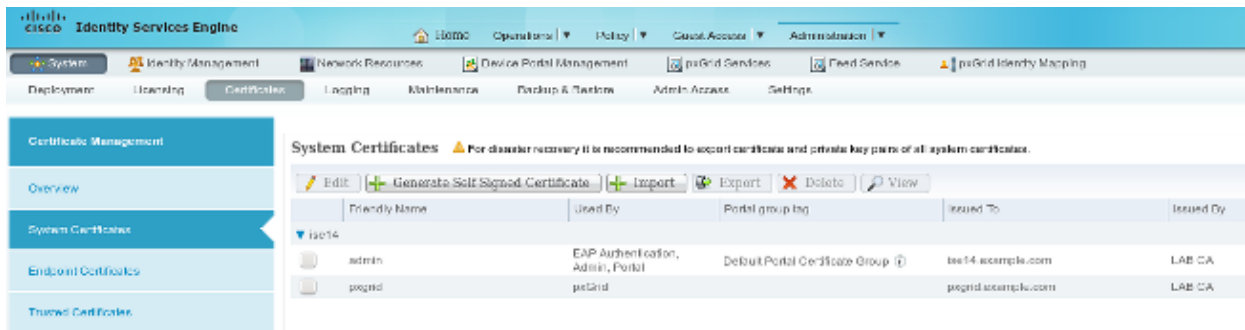 cisco Identity Services Engine
Home Operations Policy Guest Access Administration
System Identity Management Network Resources Device Portal Management pxGrid Services Feed Service pxGrid Identity Mapping
Deployment Licensing Certificates Logging Maintenance Backup & Restore Admin Access Settings
Certificate Management
Overview
System Certificates
Endpoint Certificates
Trusted Certificates
System Certificates For disaster recovery it is recommended to export certificate and private key pairs of all system certificates.
Edit Generate Self Signed Certificate Import Export Delete View
Friendly Name Used By Portal group tag Issued To Issued By
ise14
admin EAP Authentication, Admin, Portal Default Portal Certificate Group ise14.example.com LAB CA
pxgrid pxGrid pxgrid.example.com LAB CA